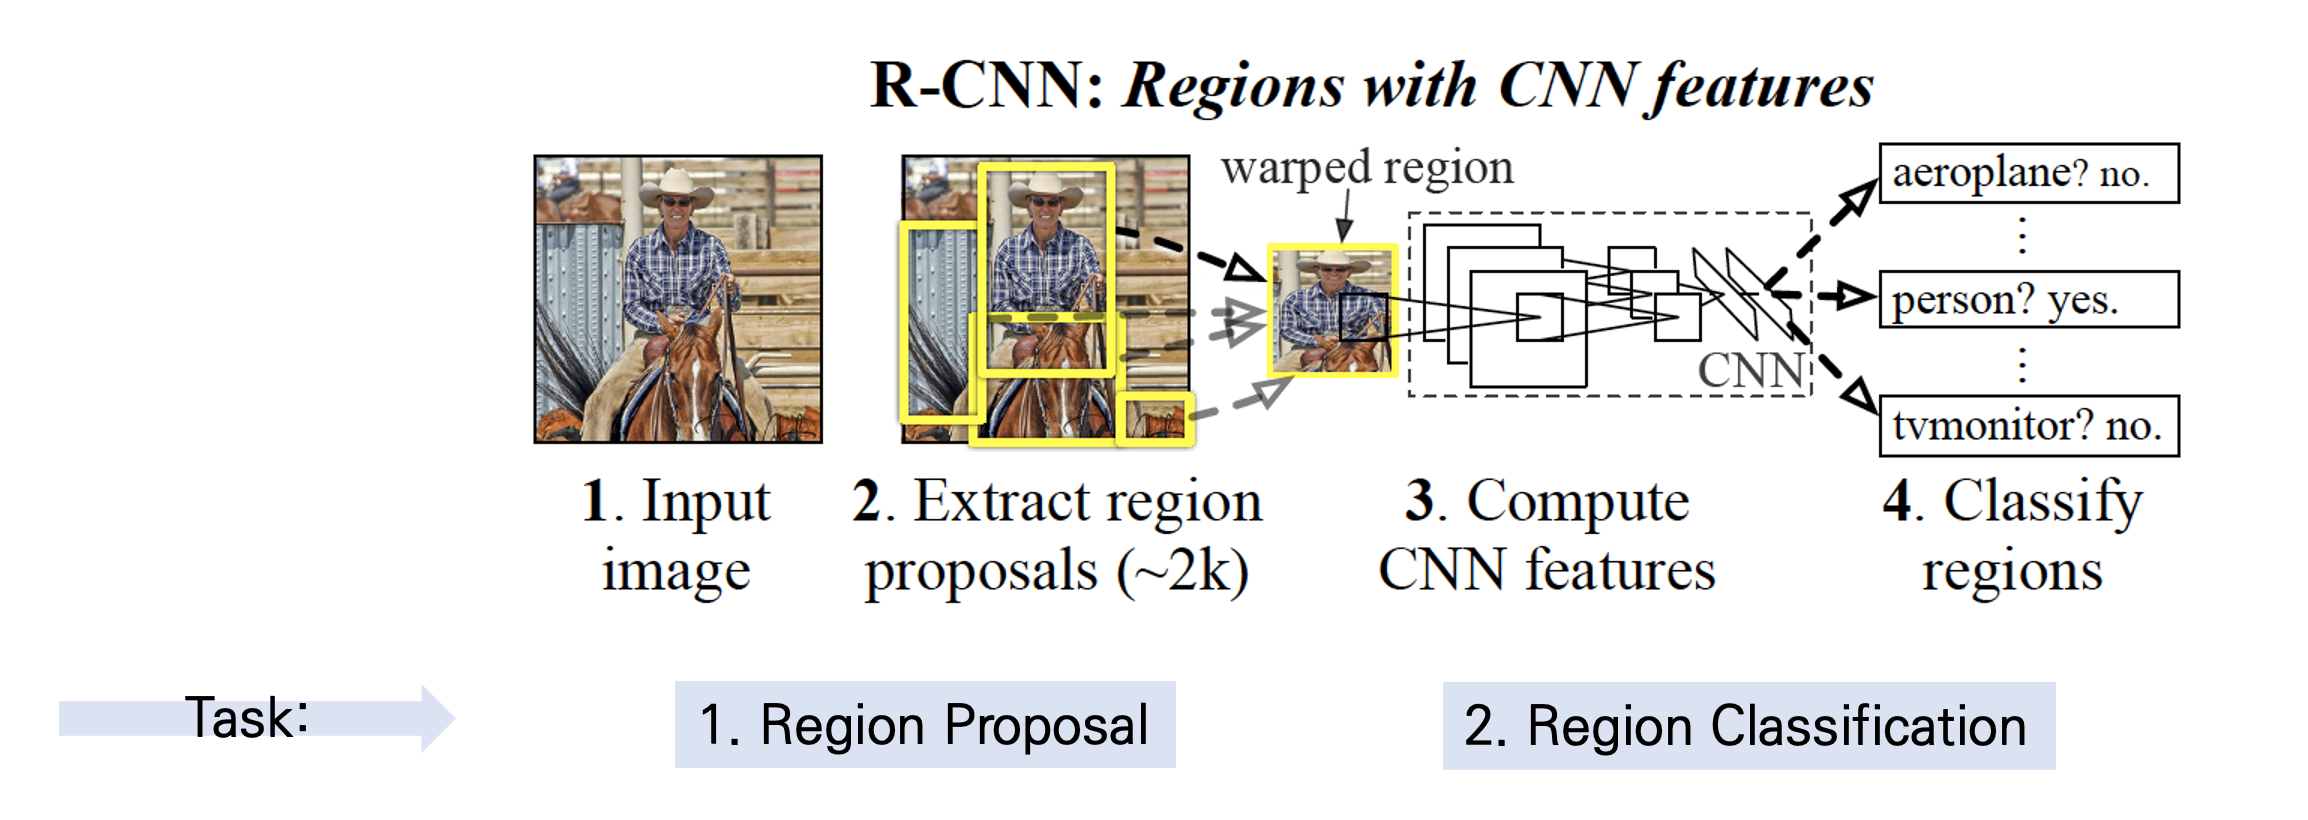 R-CNN: Regions with CNN features
warped region
aeroplane? no.
⋮
person? yes.
⋮
tvmonitor? no.
CNN
1. Input
image
2. Extract region
proposals (~2k)
3. Compute
CNN features
4. Classify
regions
Task:
1. Region Proposal
2. Region Classification